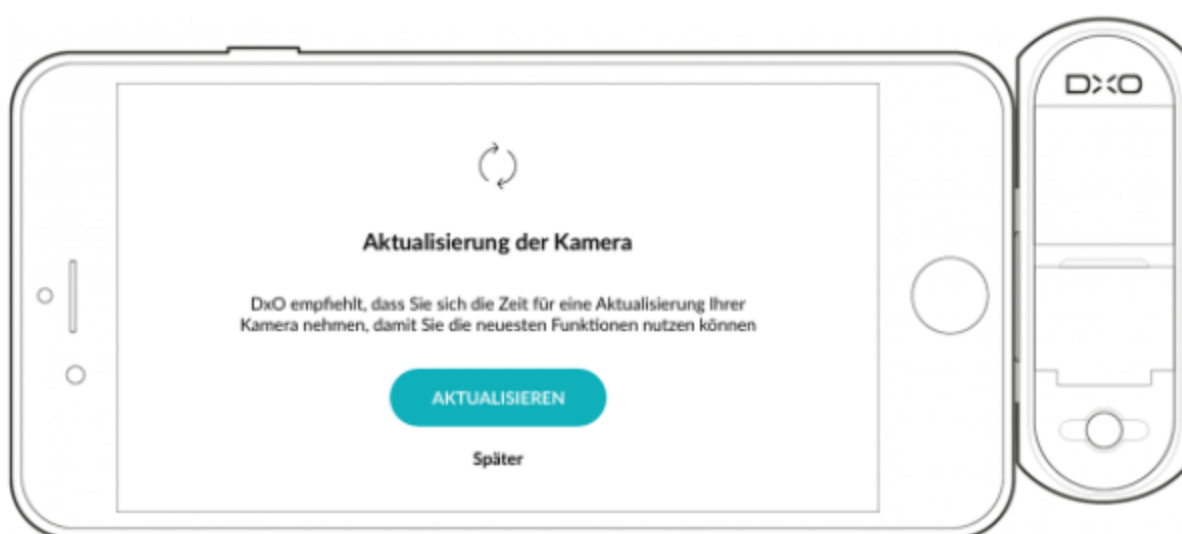 DXO
Aktualisierung der Kamera
DxO empfiehlt, dass Sie sich die Zeit für eine Aktualisierung Ihrer
Kamera nehmen, damit Sie die neuesten Funktionen nutzen können
AKTUALISIEREN
Später